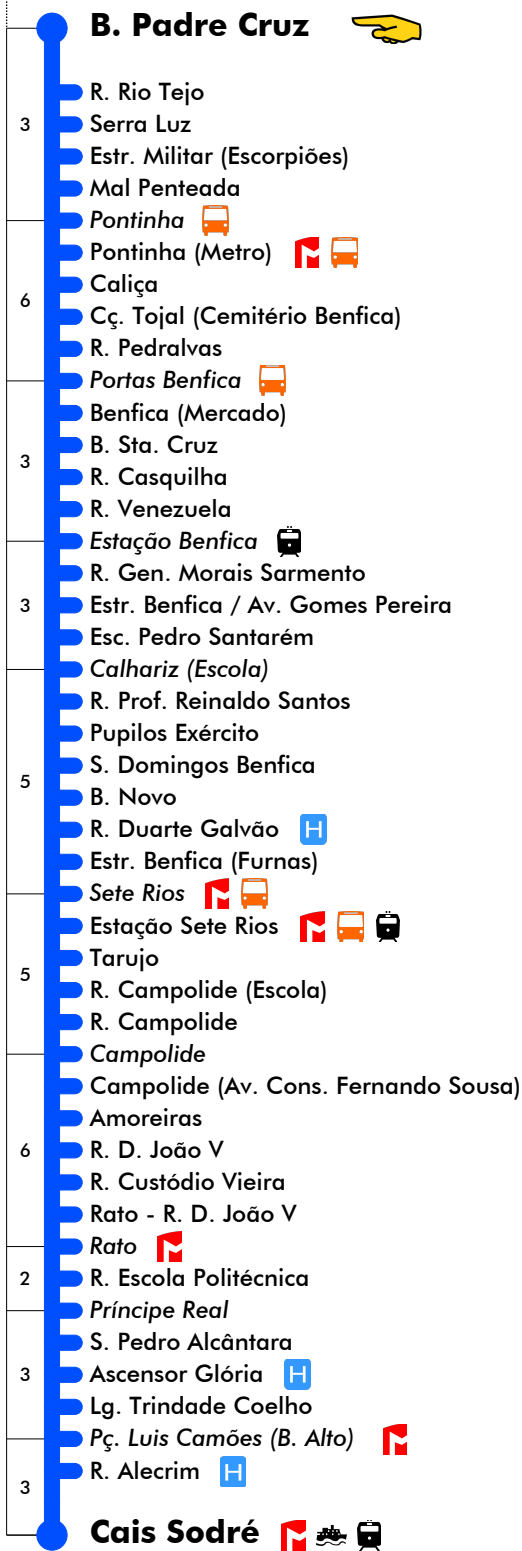 B. Padre Cruz
R. Rio Tejo
3 Serra Luz
Estr. Militar (Escorpiões)
Mal Penteada
Pontinha
Pontinha (Metro)
Caliça
6 Cç. Tojal (Cemitério Benfica)
R. Pedralvas
Portas Benfica
Benfica (Mercado)
B. Sta. Cruz
3 R. Casquilha
R. Venezuela
Estação Benfica
R. Gen. Morais Sarmento
3 Estr. Benfica / Av. Gomes Pereira
Esc. Pedro Santarém
Calhariz (Escola)
R. Prof. Reinaldo Santos
Pupilos Exército
S. Domingos Benfica
5 B. Novo
R. Duarte Galvão H
Estr. Benfica (Furnas)
Sete Rios
Estação Sete Rios
Tarujo
5 R. Campolide (Escola)
R. Campolide
Campolide
Campolide (Av. Cons. Fernando Sousa)
Amoreiras
6 R. D. João V
R. Custódio Vieira
Rato - R. D. João V
Rato
2 R. Escola Politécnica
Príncipe Real
S. Pedro Alcântara
3 Ascensor Glória H
Lg. Trindade Coelho
Pç. Luis Camões (B. Alto)
R. Alecrim H
3
Cais Sodré